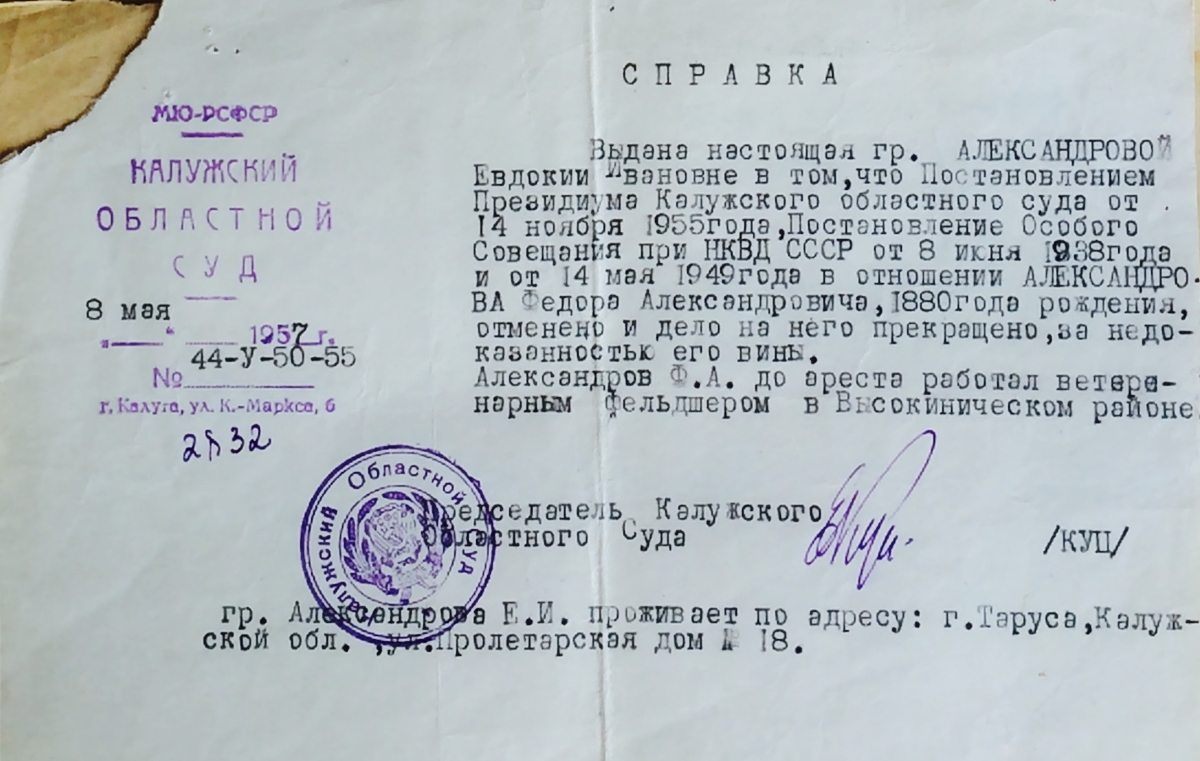 СПРАВКА
МЮ-РСФСР
КАЛУЖСКИЙ
ОБЛАСТНОЙ
СУД
8 мая
„ “ 1957 г.
44-у-50-55
№
г. Калуга, ул. К.-Маркса, 6
Выдана настоящая гр. АЛЕКСАНДРОВОЙ
Евдокии Ивановне в том,что Постановлением
Президиума Калужского областного суда от
14 ноября 1955года,Постановление Особого
Совещания при НКВД СССР от 8 июня 1938года
и от 14 мая 1949года в отношении АЛЕКСАНДРО-
ВА Федора Александровича,1880года рождения,
отменено и дело на него прекращено,за недо-
казанностью его вины.
Александров Ф.А. до ареста работал ветери-
нарным фельдшером в Высокиническом районе
Председатель Калужского
Областного Суда
/КУЦ/
Калужский Областной Суд
гр. Александрова Е.И. проживает по адресу: г.Таруса,Калуж-
ской обл. ,ул.Пролетарская дом № 18.